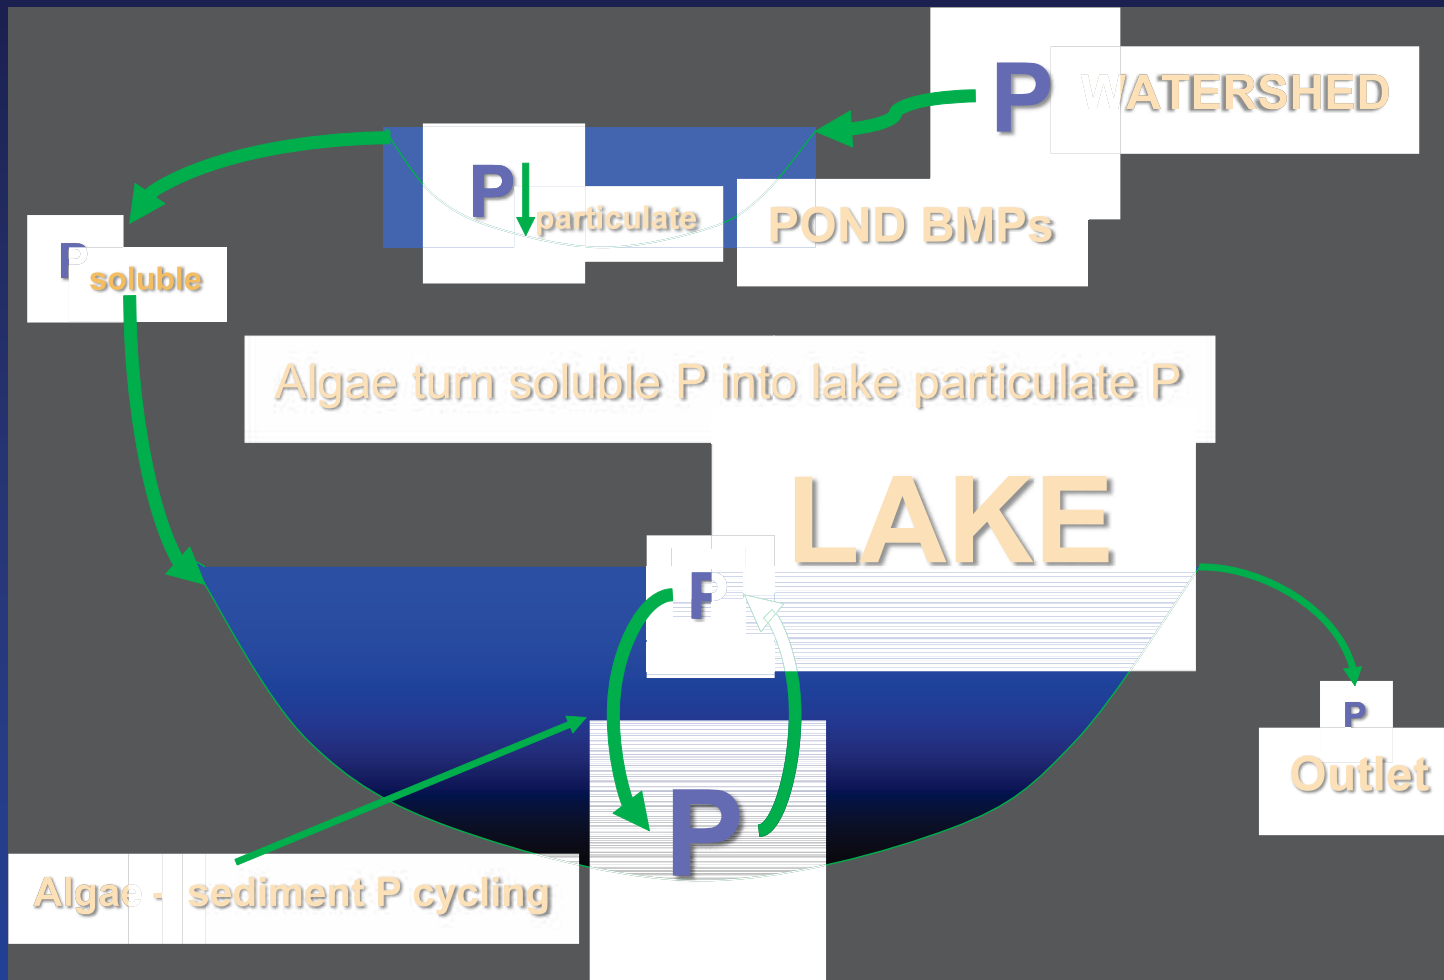 P WATERSHED
P particulate
POND BMPs
P soluble
Algae turn soluble P into lake particulate P
LAKE
P
P
P
Outlet
Algae - sediment P cycling